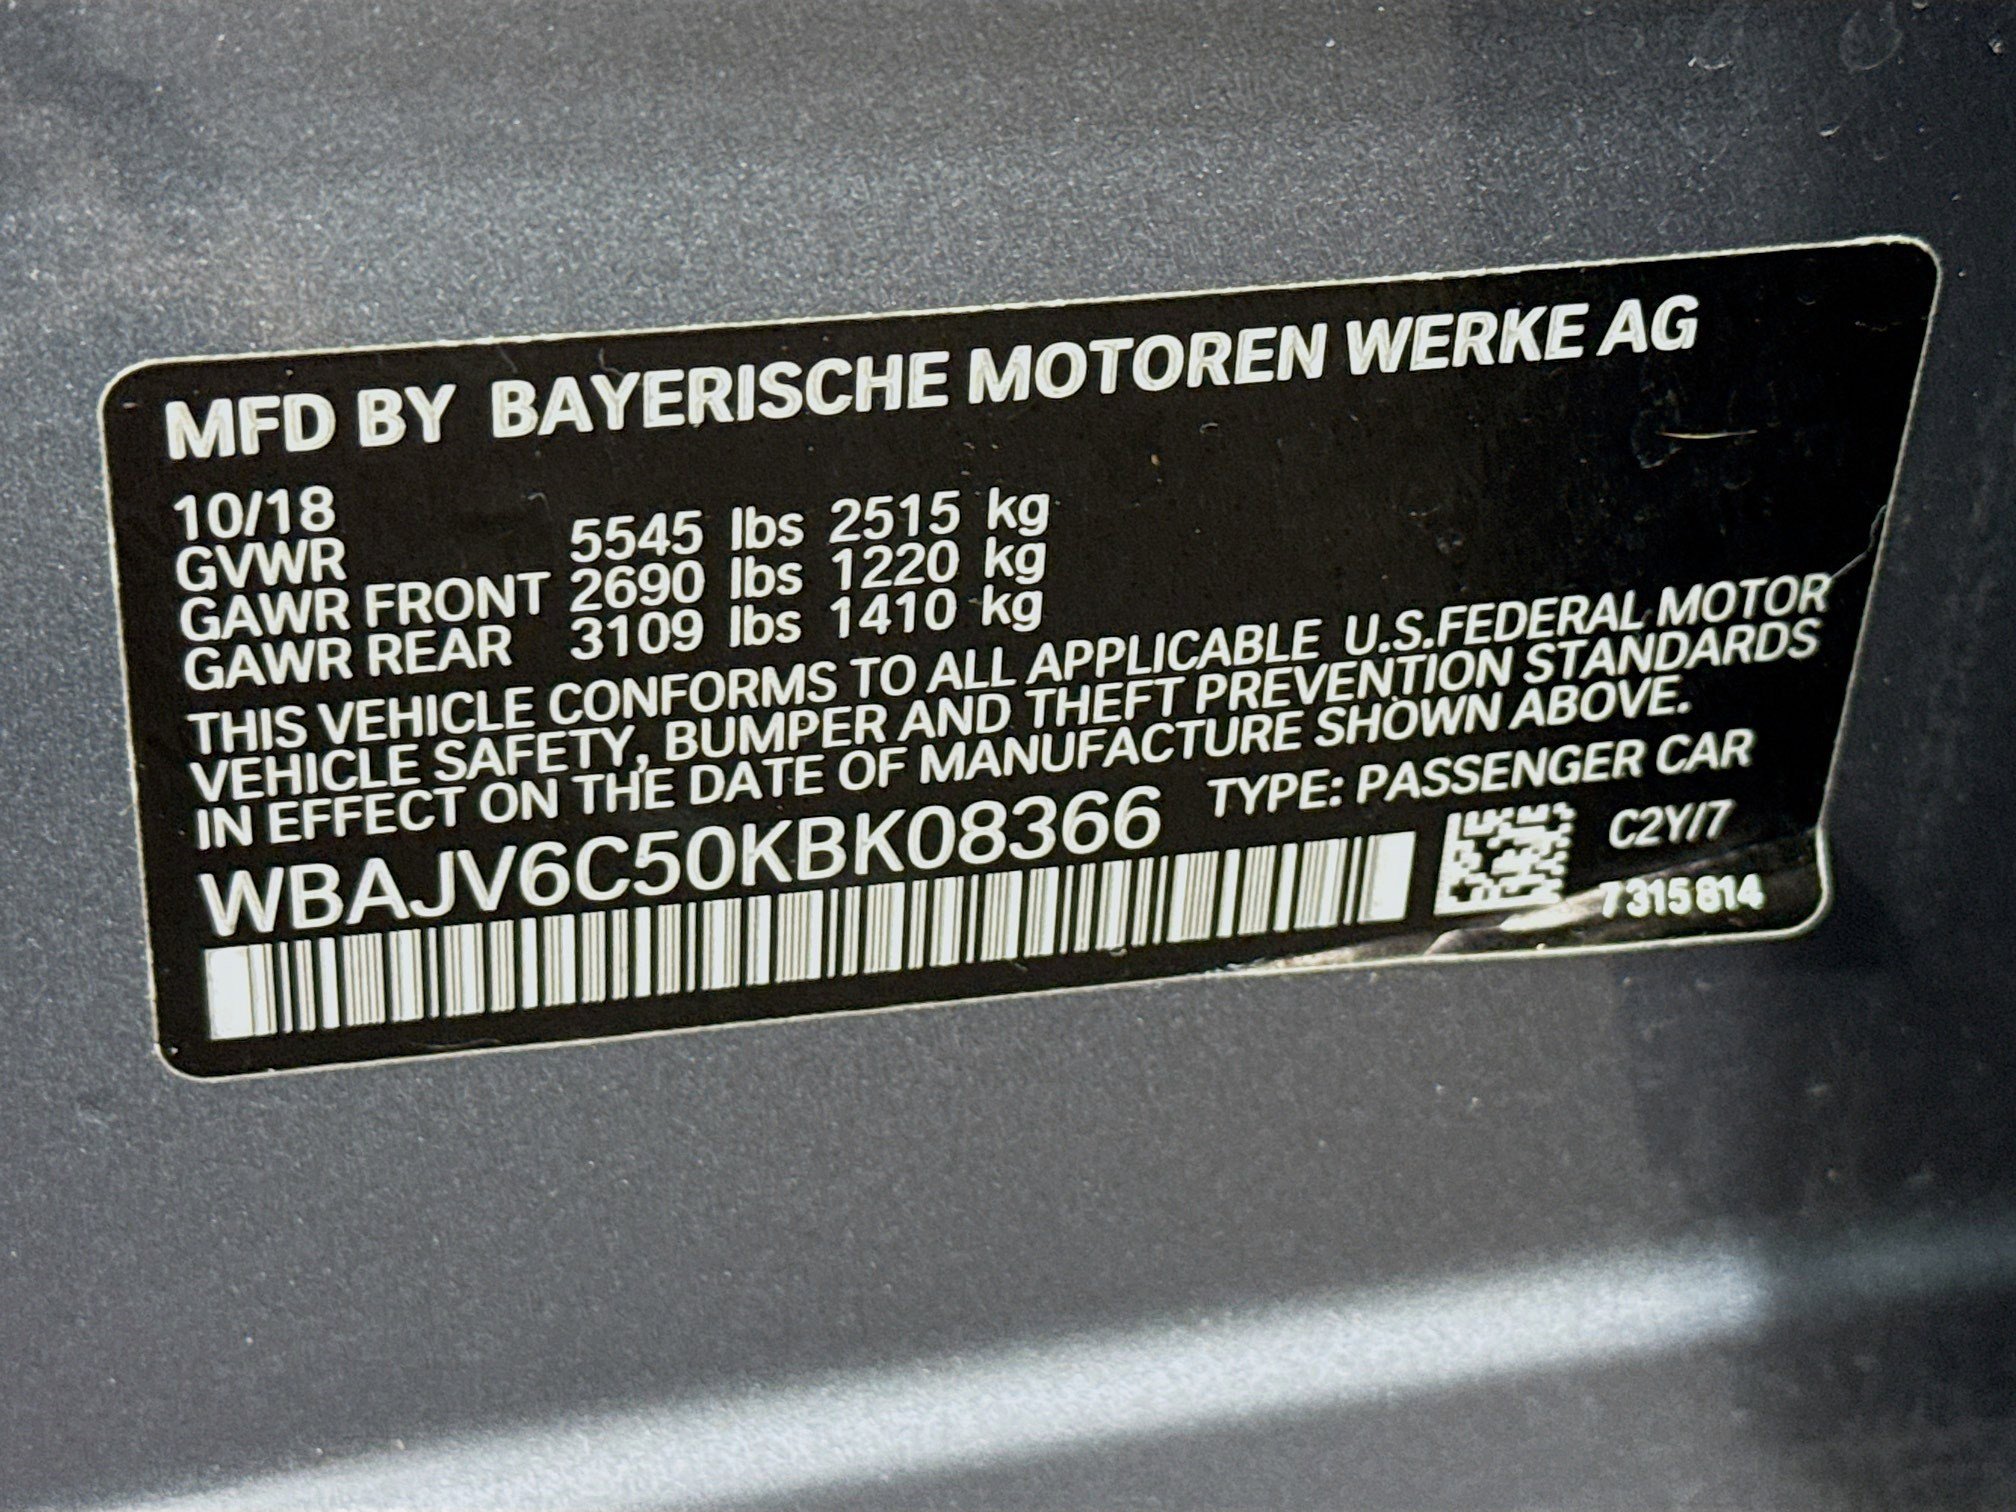 MFD BY BAYERISCHE MOTOREN WERKE AG
10/18
GVWR 5545 lbs 2515 kg
GAWR FRONT 2690 lbs 1220 kg
GAWR REAR 3109 lbs 1410 kg
THIS VEHICLE CONFORMS TO ALL APPLICABLE U.S.FEDERAL MOTOR
VEHICLE SAFETY, BUMPER AND THEFT PREVENTION STANDARDS
IN EFFECT ON THE DATE OF MANUFACTURE SHOWN ABOVE.
WBAJV6C50KBK08366 TYPE: PASSENGER CAR
C2Y/7
7315814